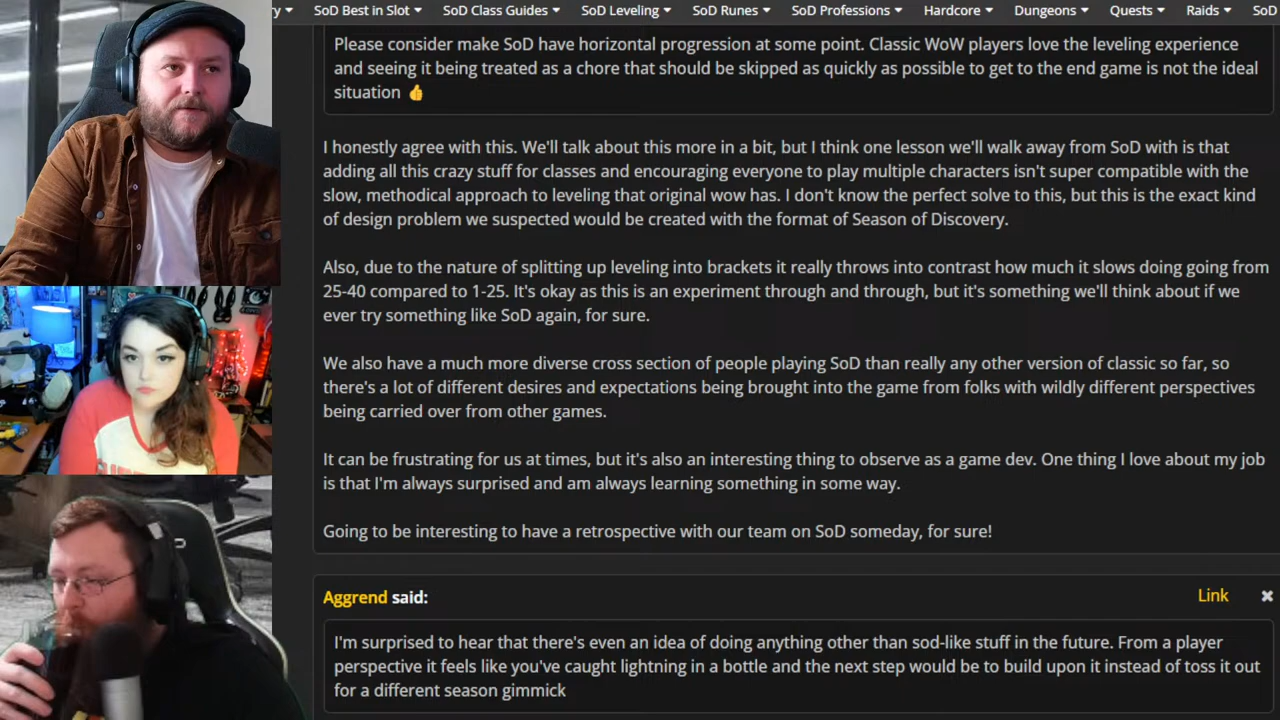 SoD Best in Slot SoD Class Guides SoD Leveling SoD Runes SoD Professions Hardcore Dungeons Quests Raids SoD
Please consider make SoD have horizontal progression at some point. Classic WoW players love the leveling experience
and seeing it being treated as a chore that should be skipped as quickly as possible to get to the end game is not the ideal
situation 👍
I honestly agree with this. We'll talk about this more in a bit, but I think one lesson we'll walk away from SoD with is that
adding all this crazy stuff for classes and encouraging everyone to play multiple characters isn't super compatible with the
slow, methodical approach to leveling that original wow has. I don't know the perfect solve to this, but this is the exact kind
of design problem we suspected would be created with the format of Season of Discovery.
Also, due to the nature of splitting up leveling into brackets it really throws into contrast how much it slows doing going from
25-40 compared to 1-25. It's okay as this is an experiment through and through, but it's something we'll think about if we
ever try something like SoD again, for sure.
We also have a much more diverse cross section of people playing SoD than really any other version of classic so far, so
there's a lot of different desires and expectations being brought into the game from folks with wildly different perspectives
being carried over from other games.
It can be frustrating for us at times, but it's also an interesting thing to observe as a game dev. One thing I love about my job
is that I'm always surprised and am always learning something in some way.
Going to be interesting to have a retrospective with our team on SoD someday, for sure!
Aggrend said: Link ✖
I'm surprised to hear that there's even an idea of doing anything other than sod-like stuff in the future. From a player
perspective it feels like you've caught lightning in a bottle and the next step would be to build upon it instead of toss it out
for a different season gimmick